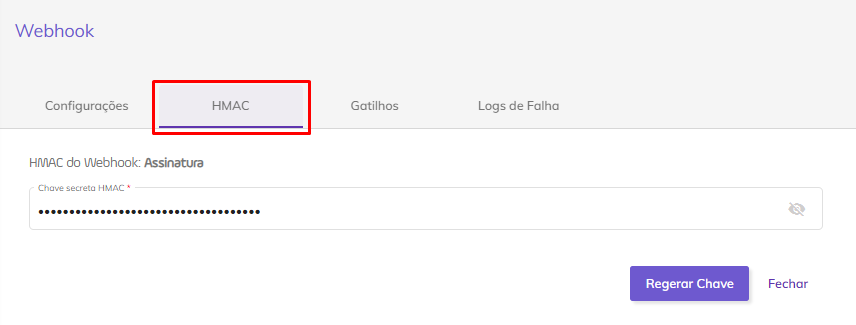 Webhook
Configurações HMAC Gatilhos Logs de Falha
HMAC do Webhook: Assinatura
Chave secreta HMAC *
••••••••••••••••••••••••••••••••••••
Regerar Chave Fechar